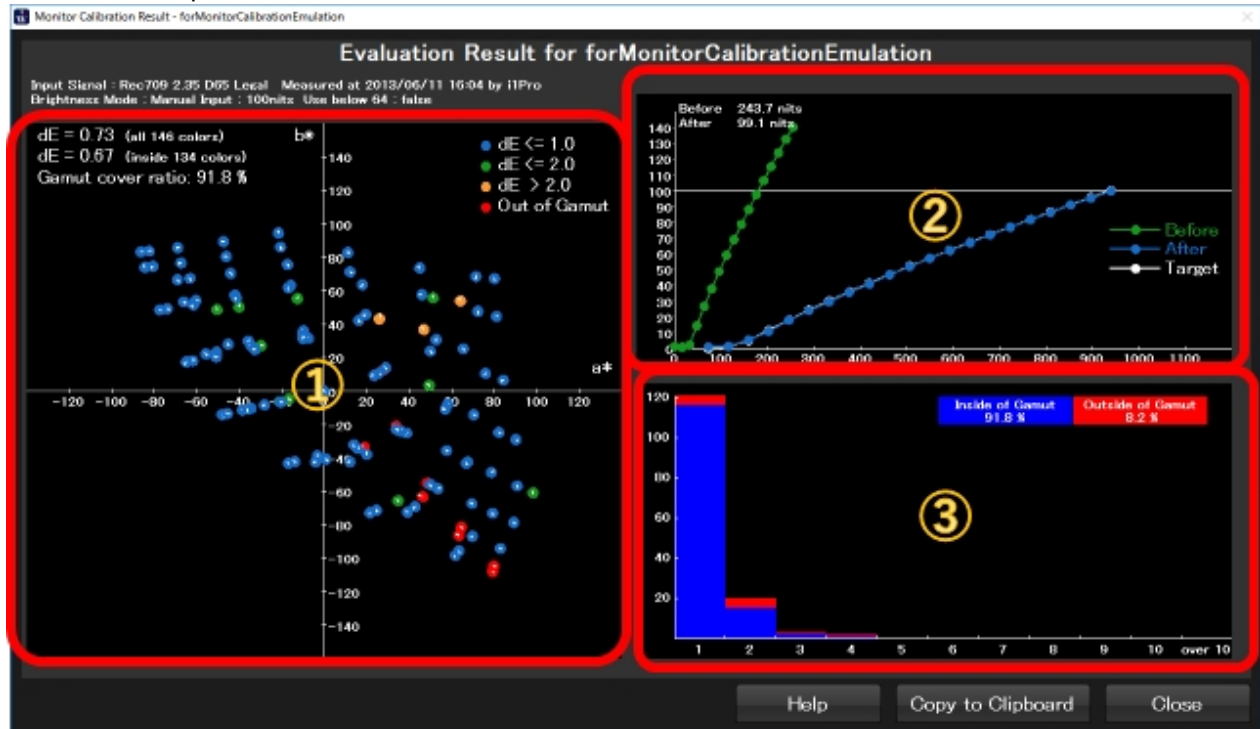 Monitor Calibration Result - forMonitorCalibrationEmulation
Evaluation Result for forMonitorCalibrationEmulation
Input Signal : Rec709 2.35 D65 Legal Measured at 2013/06/11 16:04 by i1Pro
Brightness Mode : Manual Input : 100nits Use below 64 : false
dE = 0.73 (all 146 colors)
dE = 0.67 (inside 134 colors)
Gamut cover ratio: 91.8 %
b*
dE <= 1.0
dE <= 2.0
dE > 2.0
Out of Gamut
140
120
100
80
60
40
20
a*
-120 -100 -80 -60 -40 20 40 60 80 100 120
-20
-40
-60
-80
-100
-120
-140
①
Before 243.7 nits
After 99.1 nits
140
130
120
110
100
90
80
70
60
50
40
30
20
10
0
0 100 200 300 400 500 600 700 800 900 1000 1100
②
Before
After
Target
120
100
80
60
40
20
Inside of Gamut
91.8 %
Outside of Gamut
8.2 %
③
1 2 3 4 5 6 7 8 9 10 over 10
Help
Copy to Clipboard
Close